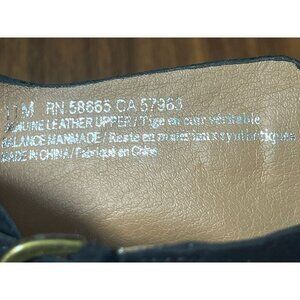 11 M RN 58665 CA 57963
GENUINE LEATHER UPPER / Tige en cuir véritable
BALANCE MANMADE / Reste en matériaux synthétiques
MADE IN CHINA / Fabriqué en Chine